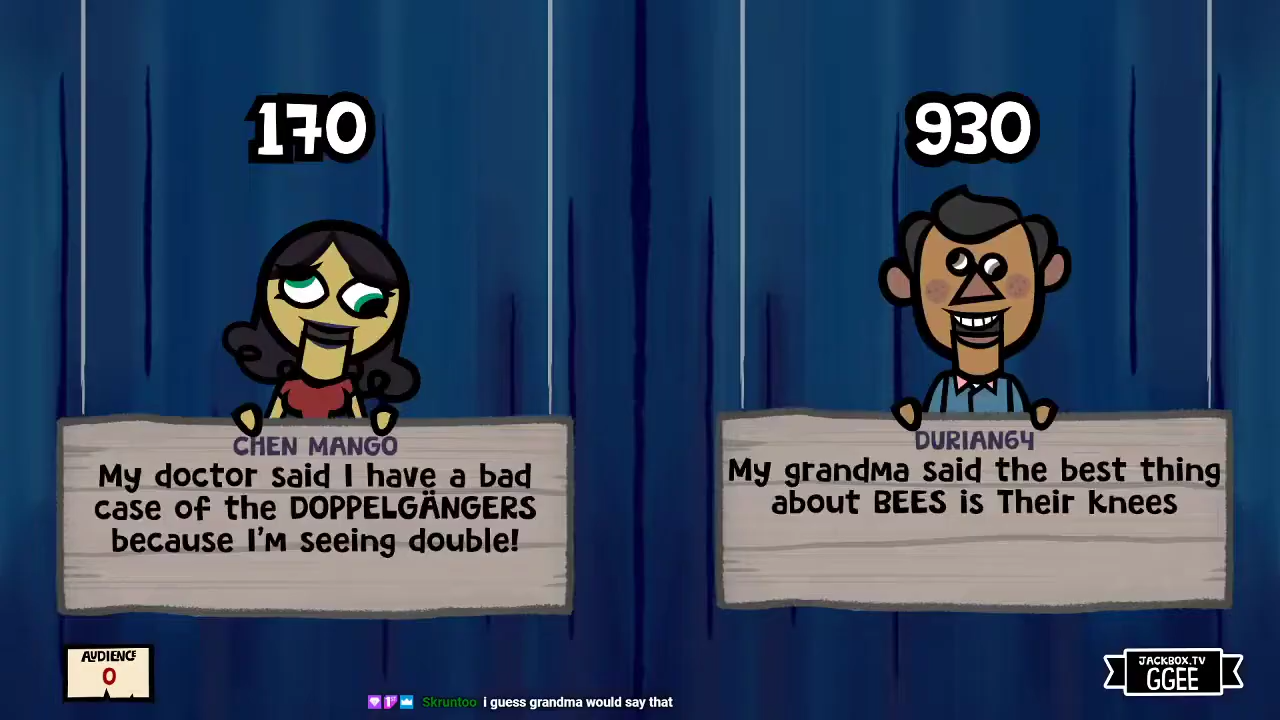 170
930
CHEN MANGO
My doctor said I have a bad
case of the DOPPELGÄNGERS
because I'm seeing double!
DURIAN64
My grandma said the best thing
about BEES is Their knees
AUDIENCE
0
JACKBOX.TV
GGEE
Skruntoo i guess grandma would say that